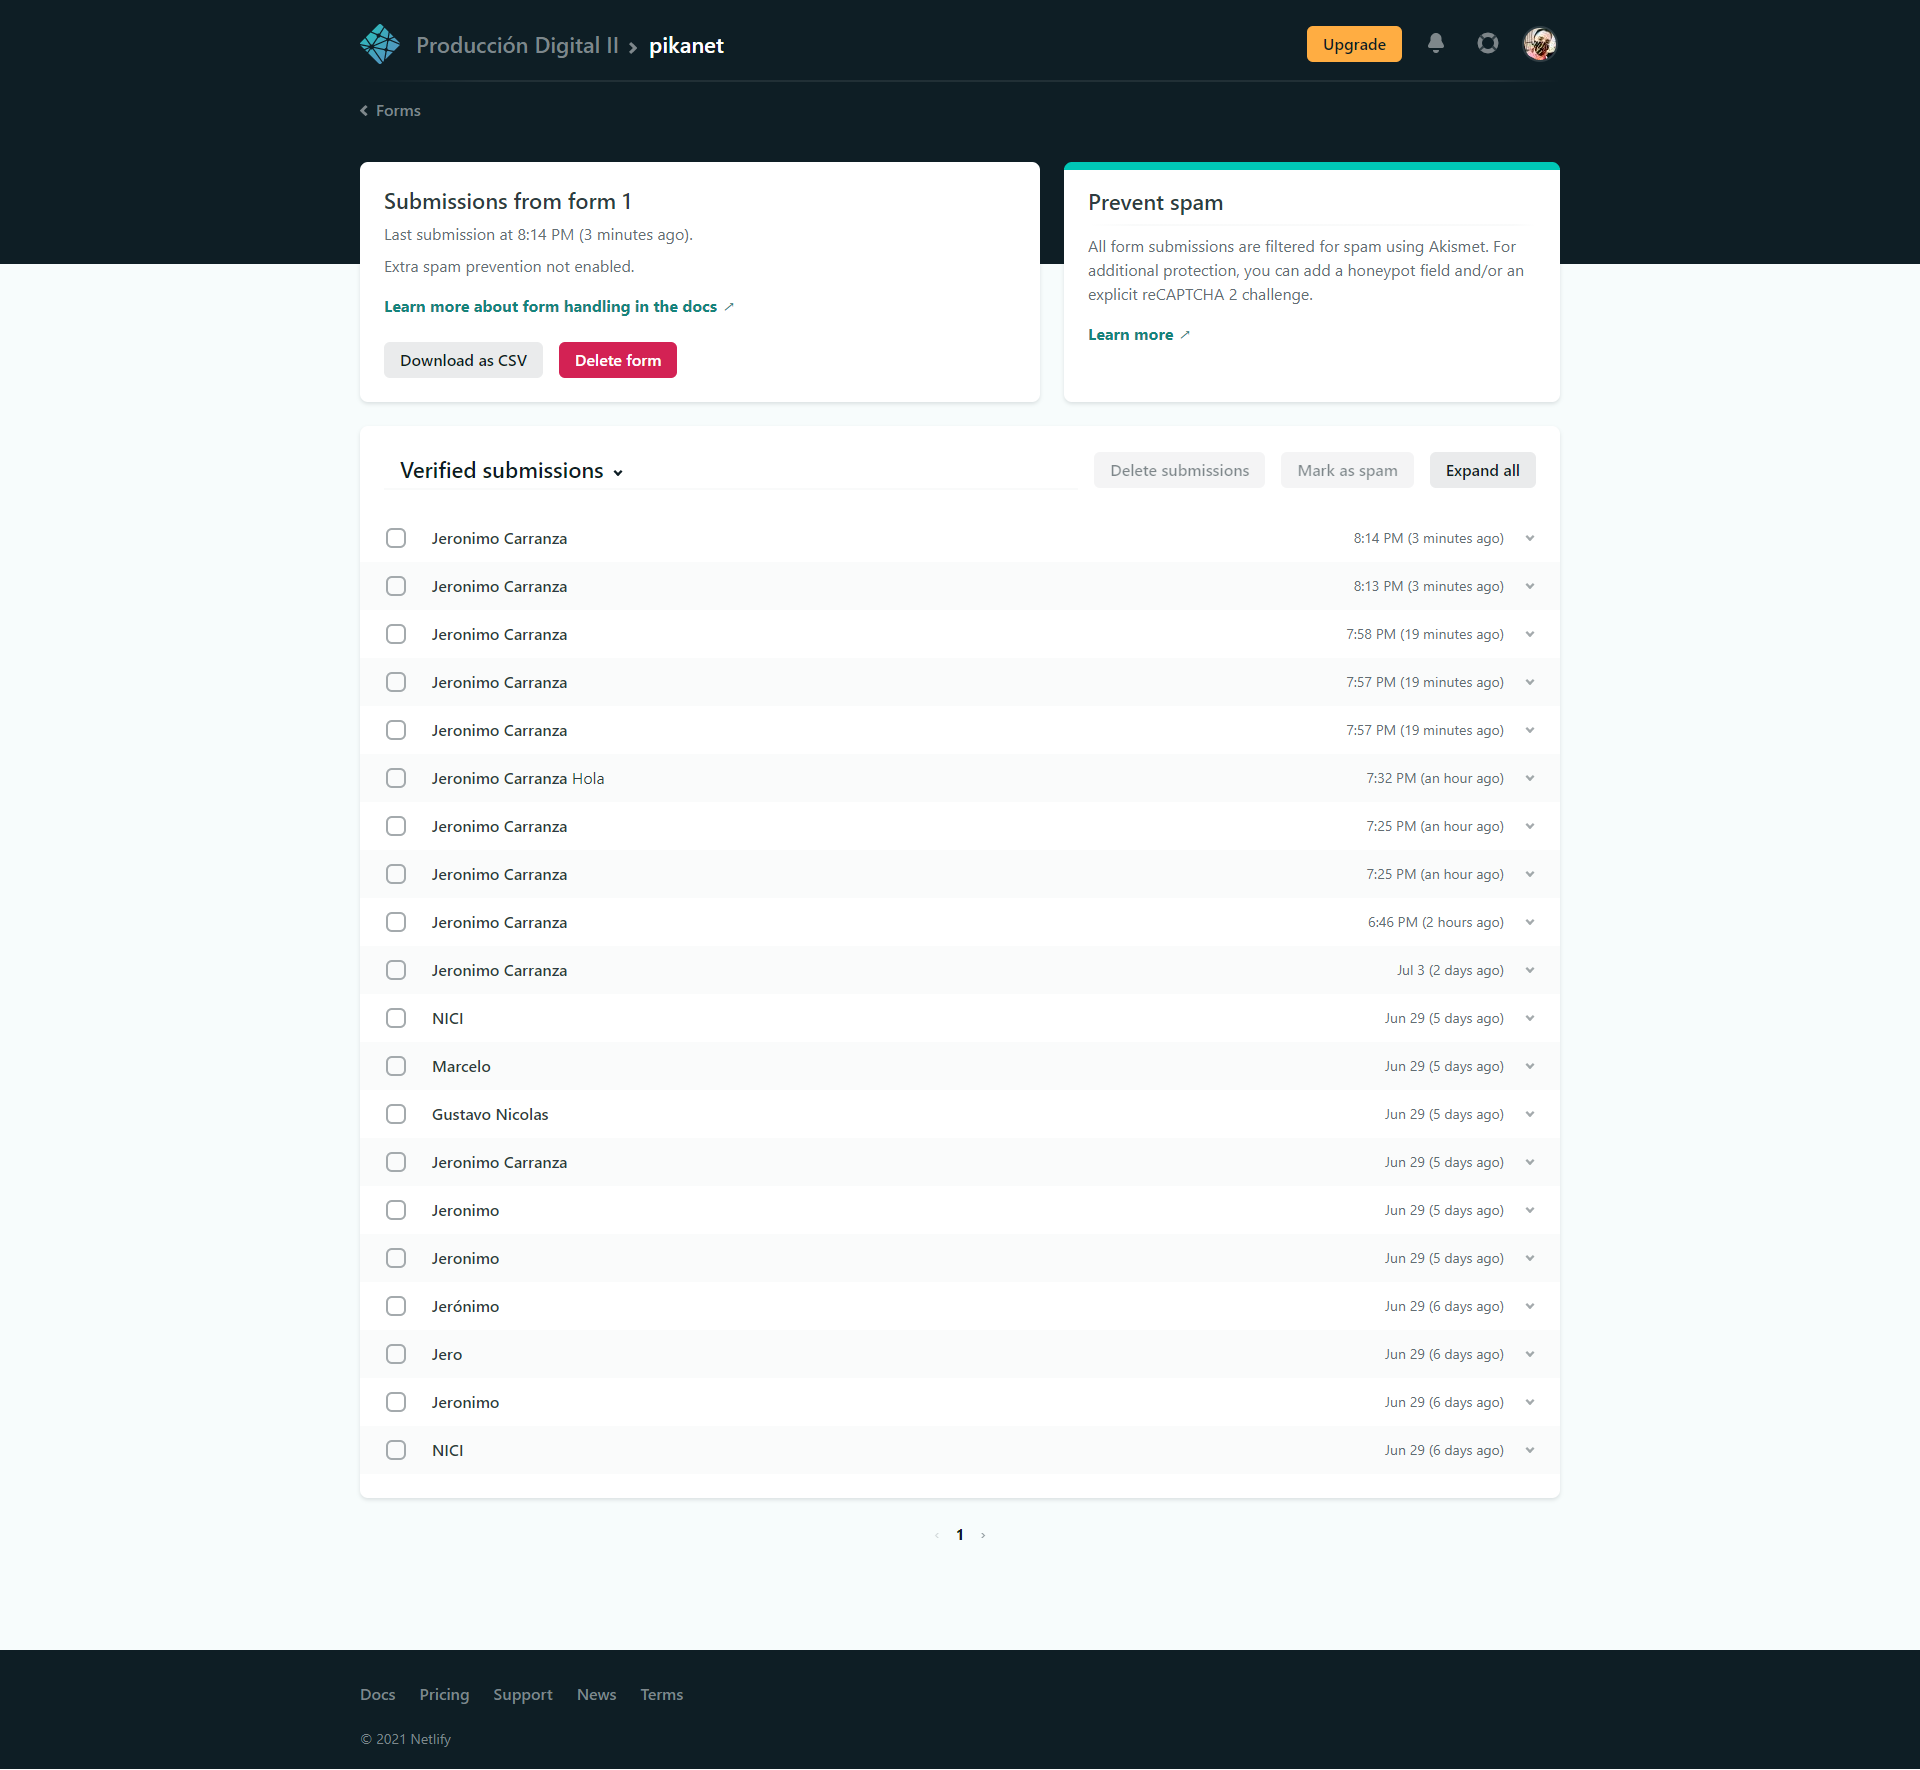 Producción Digital II > pikanet
Upgrade
Forms
Submissions from form 1
Last submission at 8:14 PM (3 minutes ago).
Extra spam prevention not enabled.
Learn more about form handling in the docs
Download as CSV
Delete form
Prevent spam
All form submissions are filtered for spam using Akismet. For
additional protection, you can add a honeypot field and/or an
explicit reCAPTCHA 2 challenge.
Learn more
Verified submissions
Delete submissions
Mark as spam
Expand all
Jeronimo Carranza 8:14 PM (3 minutes ago)
Jeronimo Carranza 8:13 PM (3 minutes ago)
Jeronimo Carranza 7:58 PM (19 minutes ago)
Jeronimo Carranza 7:57 PM (19 minutes ago)
Jeronimo Carranza 7:57 PM (19 minutes ago)
Jeronimo Carranza Hola 7:32 PM (an hour ago)
Jeronimo Carranza 7:25 PM (an hour ago)
Jeronimo Carranza 7:25 PM (an hour ago)
Jeronimo Carranza 6:46 PM (2 hours ago)
Jeronimo Carranza Jul 3 (2 days ago)
NICI Jun 29 (5 days ago)
Marcelo Jun 29 (5 days ago)
Gustavo Nicolas Jun 29 (5 days ago)
Jeronimo Carranza Jun 29 (5 days ago)
Jeronimo Jun 29 (5 days ago)
Jeronimo Jun 29 (5 days ago)
Jerónimo Jun 29 (6 days ago)
Jero Jun 29 (6 days ago)
Jeronimo Jun 29 (6 days ago)
NICI Jun 29 (6 days ago)
‹ 1 ›
Docs Pricing Support News Terms
© 2021 Netlify